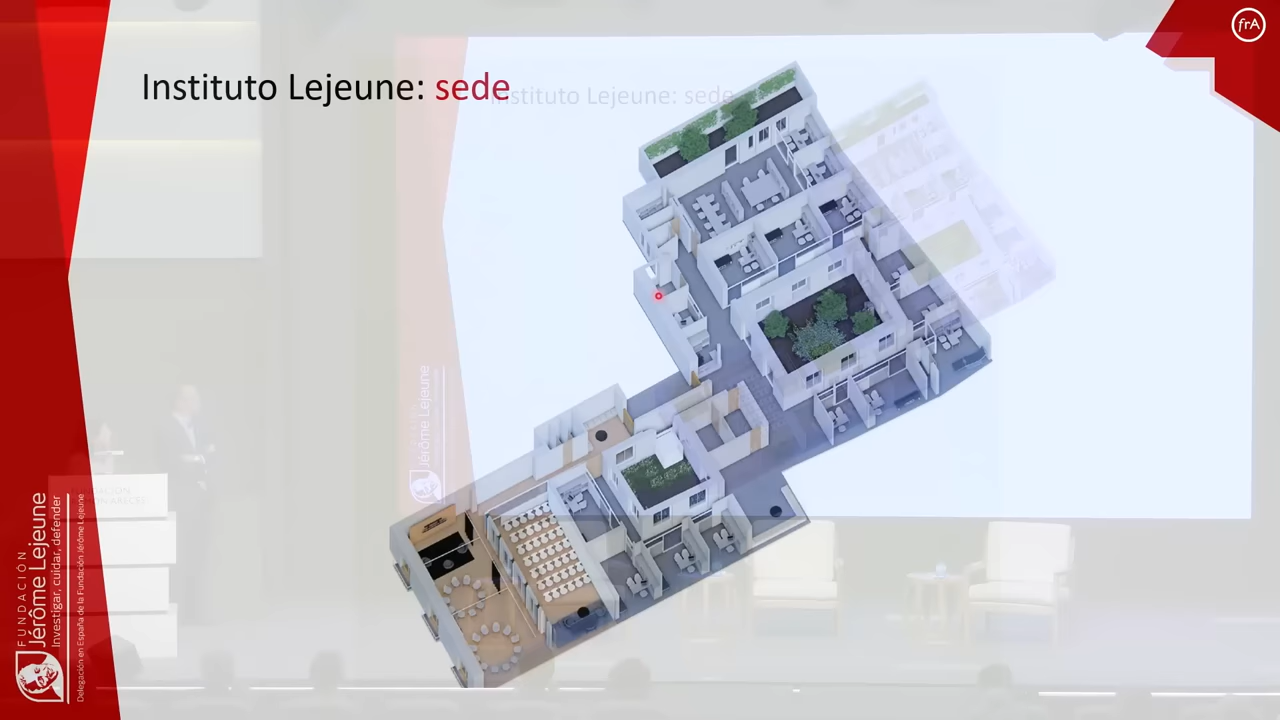 Instituto Lejeune: sede
Instituto Lejeune: sede
frA
FUNDACIÓN
Jérôme Lejeune
Investigar, cuidar, defender
Delegación en España de la Fundación Jérôme Lejeune
Jérôme Lejeune